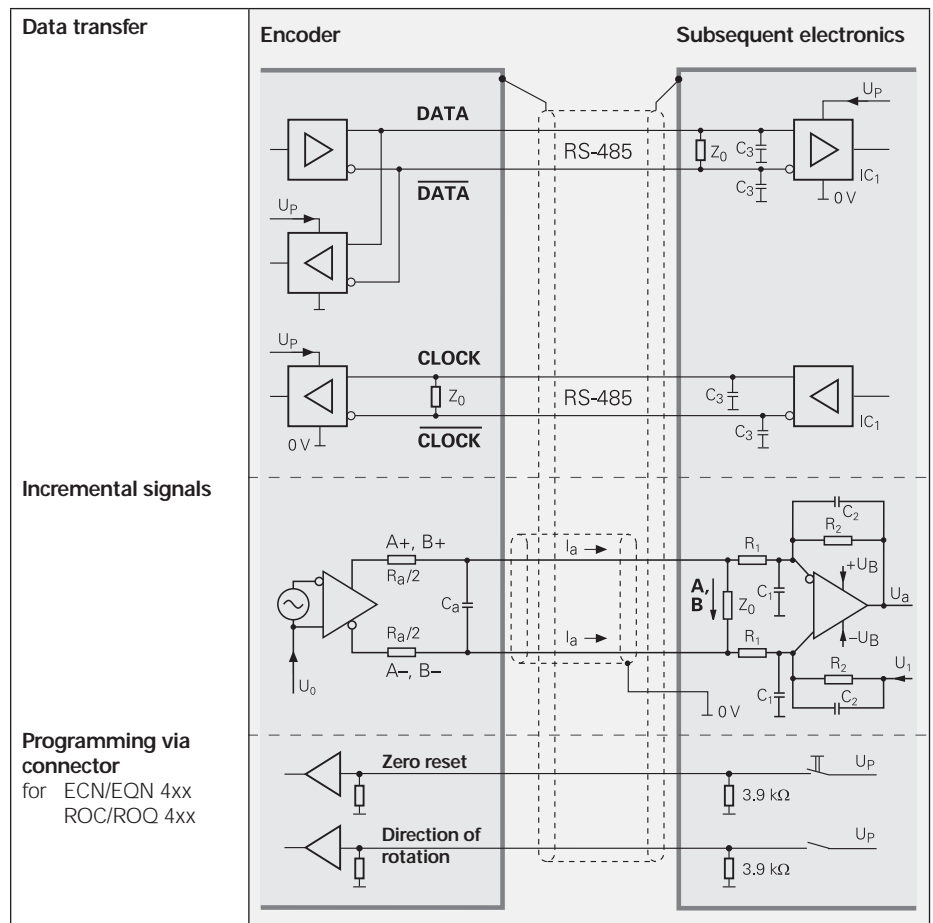 Data transfer
Encoder
Subsequent electronics
DATA
RS-485
DATA
UP
Z0
C3
C3
UP
IC1
0 V
UP
CLOCK
Z0
RS-485
CLOCK
0 V
C3
C3
IC1
Incremental signals
A+, B+
Ra/2
Ca
Ra/2
A–, B–
U0
Ia
Ia
A,
B
Z0
R1
R1
C1
C1
C2
R2
+UB
Ua
–UB
R2
C2
U1
0 V
Programming via
connector
for ECN/EQN 4xx
ROC/ROQ 4xx
Zero reset
UP
3.9 kΩ
Direction of
rotation
UP
3.9 kΩ